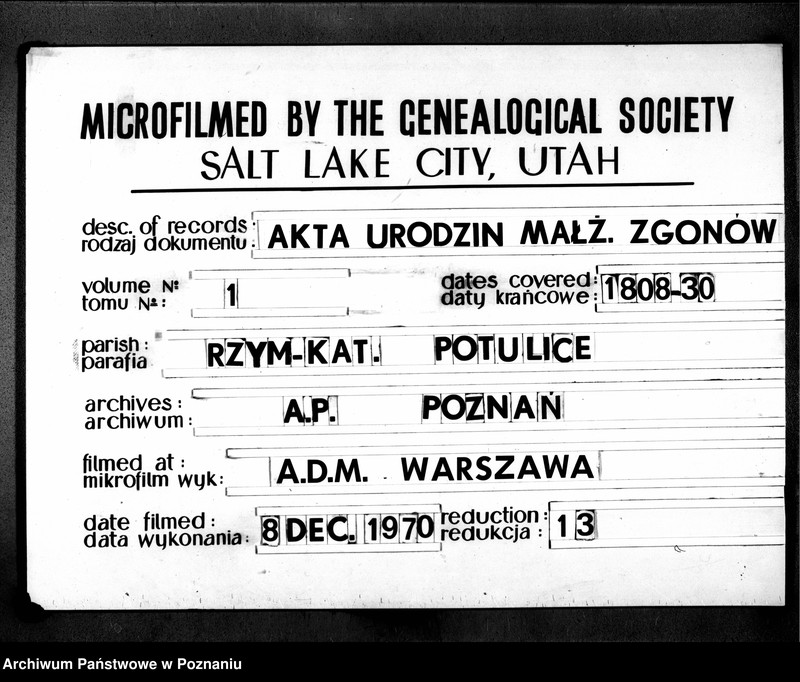 MICROFILMED BY THE GENEALOGICAL SOCIETY
SALT LAKE CITY, UTAH
desc. of records: AKTA URODZIN MAŁŻ. ZGONÓW
rodzaj dokumentu:
volume №: 1 dates covered: 1808-30
tomu №: daty krańcowe:
parish: RZYM-KAT. POTULICE
parafia
archives: A.P. POZNAŃ
archiwum:
filmed at: A.D.M. WARSZAWA
mikrofilm wyk:
date filmed: 8 DEC. 1970 reduction: 13
data wykonania: redukcja:
Archiwum Państwowe w Poznaniu